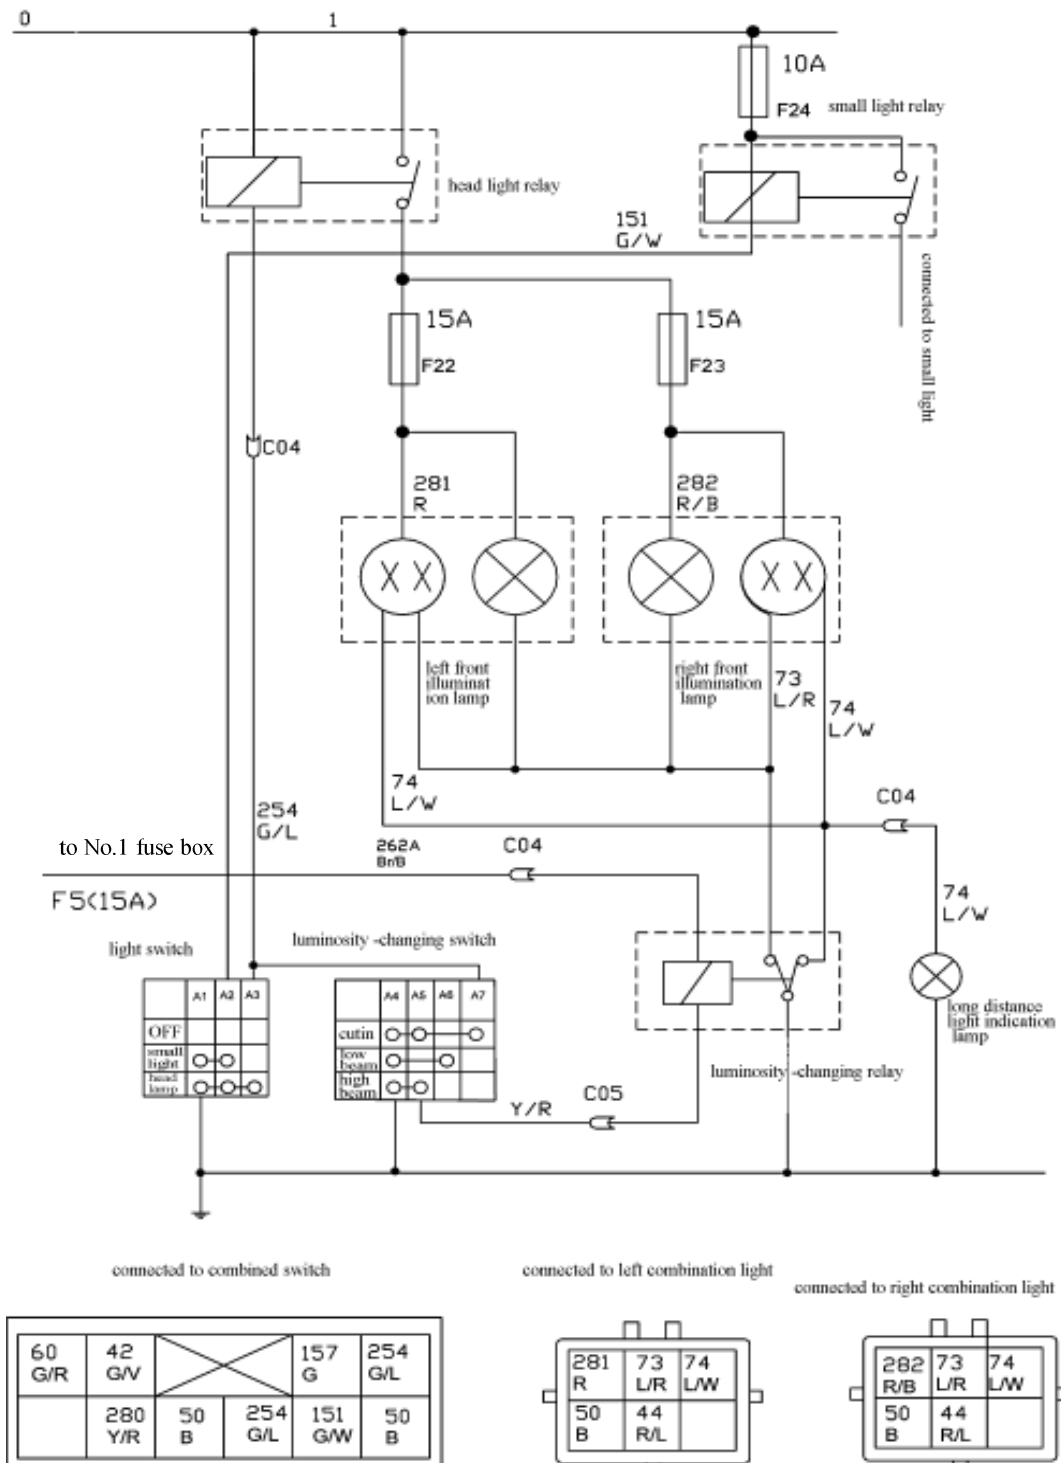 0
1
10A
F24
small light relay
head light relay
151
G/W
connected to small light
15A
F22
15A
F23
C04
281
R
282
R/B
left front
illuminat
ion lamp
right front
illumination
lamp
73
L/R
74
L/W
74
L/W
C04
254
G/L
to No.1 fuse box
262A
Br/B
C04
F5(15A)
74
L/W
light switch
luminosity -changing switch
A1 A2 A3
OFF
small
light
head
lamp
A4 A5 A6 A7
cutin
low
beam
high
beam
long distance
light indication
lamp
luminosity -changing relay
Y/R
C05
connected to combined switch
connected to left combination light
connected to right combination light
60
G/R
42
G/V
157
G
254
G/L
280
Y/R
50
B
254
G/L
151
G/W
50
B
281
R
73
L/R
74
L/W
50
B
44
R/L
282
R/B
73
L/R
74
L/W
50
B
44
R/L